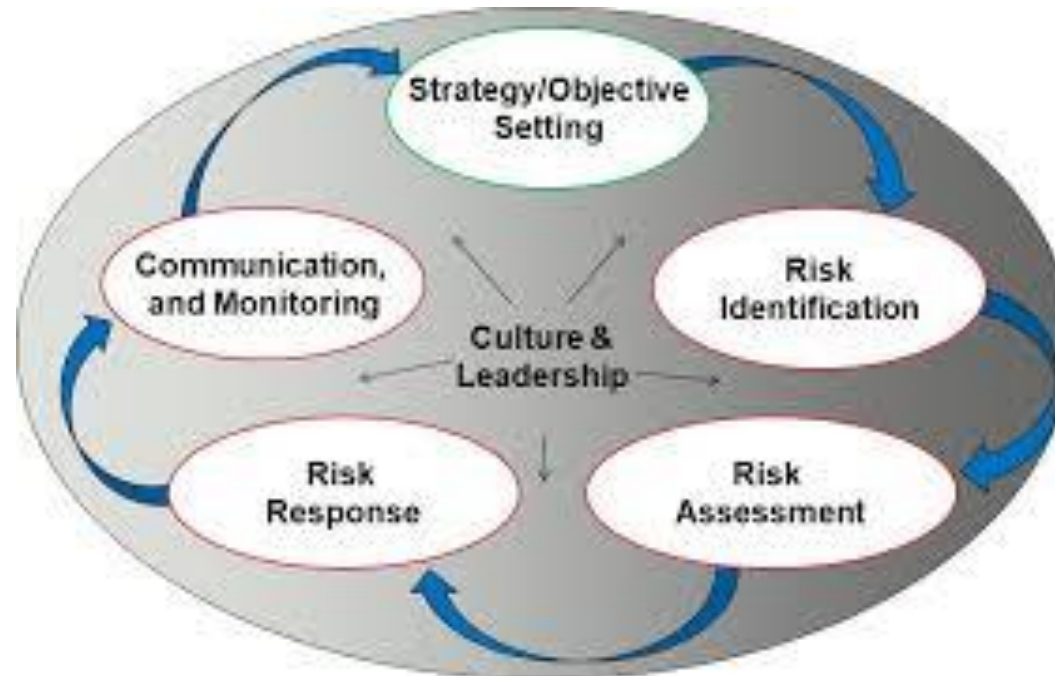 Strategy/Objective
Setting
Risk
Identification
Risk
Assessment
Risk
Response
Communication,
and Monitoring
Culture &
Leadership